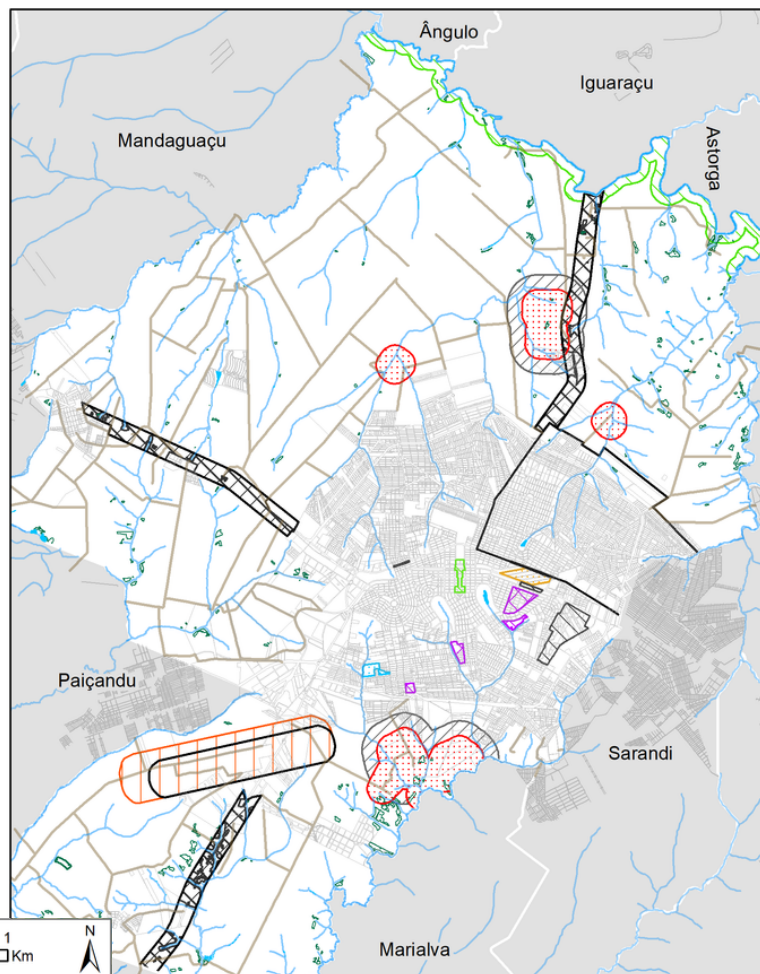 Ângulo
Iguaraçu
Astorga
Mandaguaçu
Paiçandu
Sarandi
Marialva
1
Km
N